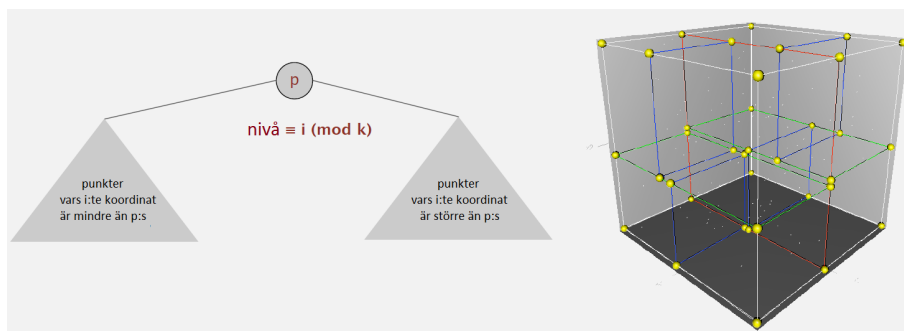 p
nivå ≡ i (mod k)
punkter
vars i:te koordinat
är mindre än p:s
punkter
vars i:te koordinat
är större än p:s